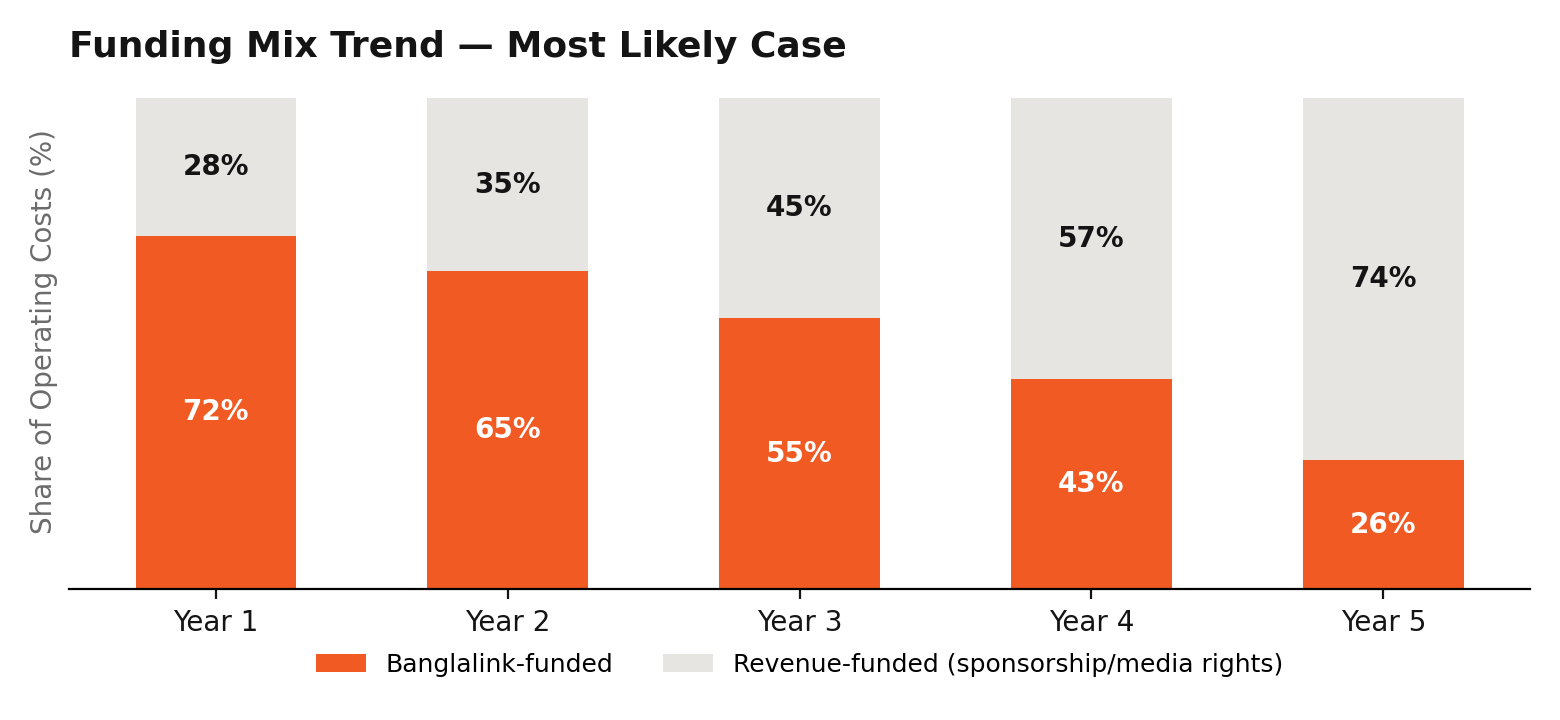 Funding Mix Trend — Most Likely Case
Share of Operating Costs (%)
28%
35%
45%
57%
74%
72%
65%
55%
43%
26%
Year 1
Year 2
Year 3
Year 4
Year 5
Banglalink-funded
Revenue-funded (sponsorship/media rights)